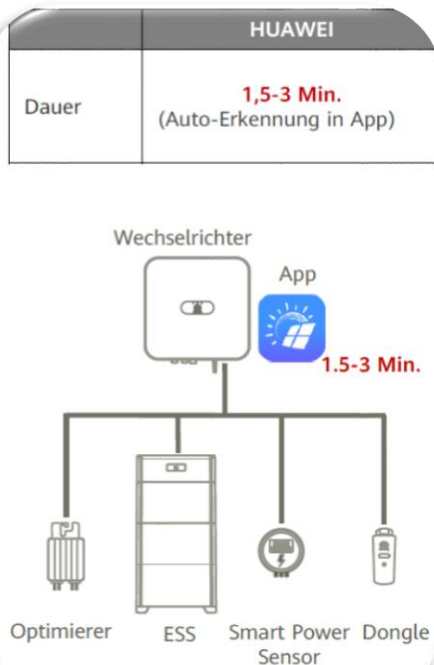 HUAWEI
Dauer
1,5-3 Min.
(Auto-Erkennung in App)
Wechselrichter
App
1.5-3 Min.
Optimierer
ESS
Smart Power
Sensor
Dongle